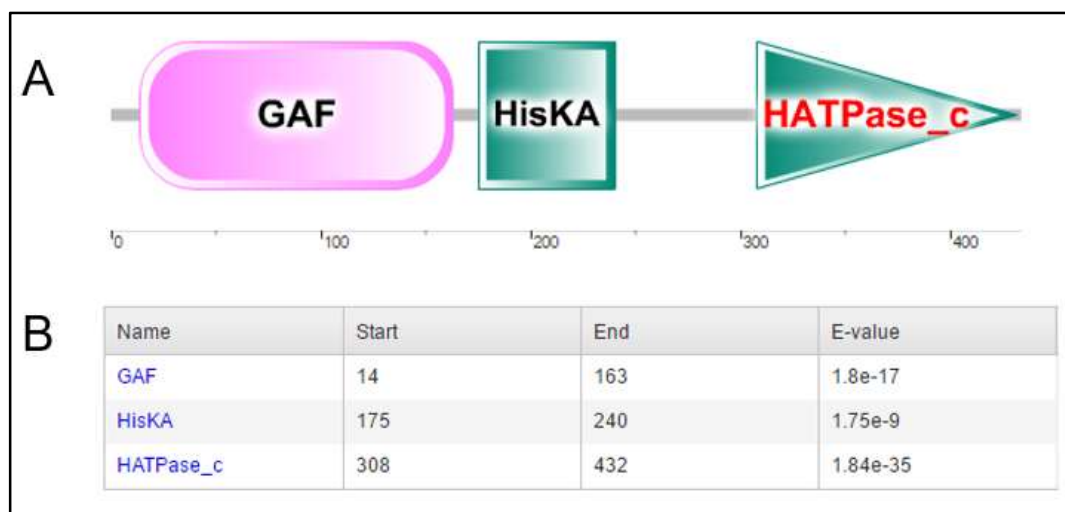 A
GAF HisKA HATPase_c
0 100 200 300 400
B
Name Start End E-value
GAF 14 163 1.8e-17
HisKA 175 240 1.75e-9
HATPase_c 308 432 1.84e-35